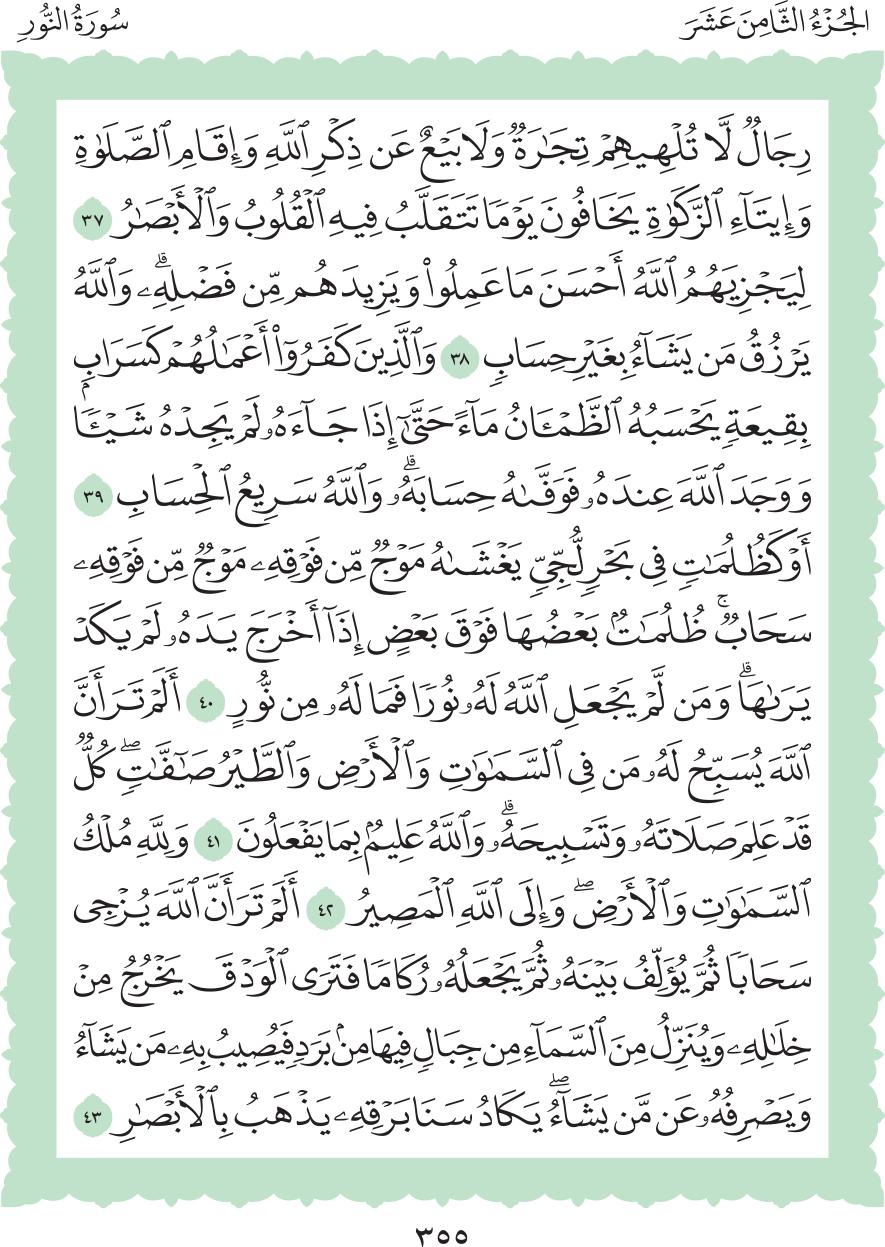 الجُزْءُ الثَّامِنَ عَشَرَ
سُورَةُ النُّورِ
رِجَالٌ لَّا تُلْهِيهِمْ تِجَٰرَةٌ وَلَا بَيْعٌ عَن ذِكْرِ ٱللَّهِ وَإِقَامِ ٱلصَّلَوٰةِ
وَإِيتَآءِ ٱلزَّكَوٰةِ يَخَافُونَ يَوْمًا تَتَقَلَّبُ فِيهِ ٱلْقُلُوبُ وَٱلْأَبْصَٰرُ ٣٧
لِيَجْزِيَهُمُ ٱللَّهُ أَحْسَنَ مَا عَمِلُوا۟ وَيَزِيدَهُم مِّن فَضْلِهِۦۗ وَٱللَّهُ
يَرْزُقُ مَن يَشَآءُ بِغَيْرِ حِسَابٍ ٣٨ وَٱلَّذِينَ كَفَرُوٓا۟ أَعْمَٰلُهُمْ كَسَرَابٍۭ
بِقِيعَةٍ يَحْسَبُهُ ٱلظَّمْـَٔانُ مَآءً حَتَّىٰٓ إِذَا جَآءَهُۥ لَمْ يَجِدْهُ شَيْـًٔا
وَوَجَدَ ٱللَّهَ عِندَهُۥ فَوَفَّىٰهُ حِسَابَهُۥۗ وَٱللَّهُ سَرِيعُ ٱلْحِسَابِ ٣٩
أَوْ كَظُلُمَٰتٍ فِى بَحْرٍ لُّجِّىٍّ يَغْشَىٰهُ مَوْجٌ مِّن فَوْقِهِۦ مَوْجٌ مِّن فَوْقِهِۦ
سَحَابٌۚ ظُلُمَٰتٌۢ بَعْضُهَا فَوْقَ بَعْضٍ إِذَآ أَخْرَجَ يَدَهُۥ لَمْ يَكَدْ
يَرَىٰهَاۗ وَمَن لَّمْ يَجْعَلِ ٱللَّهُ لَهُۥ نُورًا فَمَا لَهُۥ مِن نُّورٍ ٤٠ أَلَمْ تَرَ أَنَّ
ٱللَّهَ يُسَبِّحُ لَهُۥ مَن فِى ٱلسَّمَٰوَٰتِ وَٱلْأَرْضِ وَٱلطَّيْرُ صَٰٓفَّٰتٍۖ كُلٌّ
قَدْ عَلِمَ صَلَاتَهُۥ وَتَسْبِيحَهُۥۗ وَٱللَّهُ عَلِيمٌۢ بِمَا يَفْعَلُونَ ٤١ وَلِلَّهِ مُلْكُ
ٱلسَّمَٰوَٰتِ وَٱلْأَرْضِۖ وَإِلَى ٱللَّهِ ٱلْمَصِيرُ ٤٢ أَلَمْ تَرَ أَنَّ ٱللَّهَ يُزْجِى
سَحَابًا ثُمَّ يُؤَلِّفُ بَيْنَهُۥ ثُمَّ يَجْعَلُهُۥ رُكَامًا فَتَرَى ٱلْوَدْقَ يَخْرُجُ مِنْ
خِلَٰلِهِۦ وَيُنَزِّلُ مِنَ ٱلسَّمَآءِ مِن جِبَالٍ فِيهَا مِنۢ بَرَدٍ فَيُصِيبُ بِهِۦ مَن يَشَآءُ
وَيَصْرِفُهُۥ عَن مَّن يَشَآءُۖ يَكَادُ سَنَا بَرْقِهِۦ يَذْهَبُ بِٱلْأَبْصَٰرِ ٤٣
٣٥٥